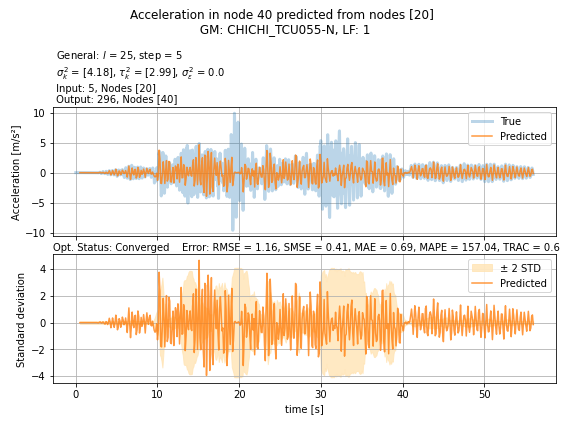 Acceleration in node 40 predicted from nodes [20]
GM: CHICHI_TCU055-N, LF: 1
General: l = 25, step = 5
σ²ₖ = [4.18], τ²ₖ = [2.99], σ²ε = 0.0
Input: 5, Nodes [20]
Output: 296, Nodes [40]
Acceleration [m/s²]
10
5
0
−5
−10
True
Predicted
Opt. Status: Converged Error: RMSE = 1.16, SMSE = 0.41, MAE = 0.69, MAPE = 157.04, TRAC = 0.6
Standard deviation
4
2
0
−2
−4
± 2 STD
Predicted
0 10 20 30 40 50
time [s]